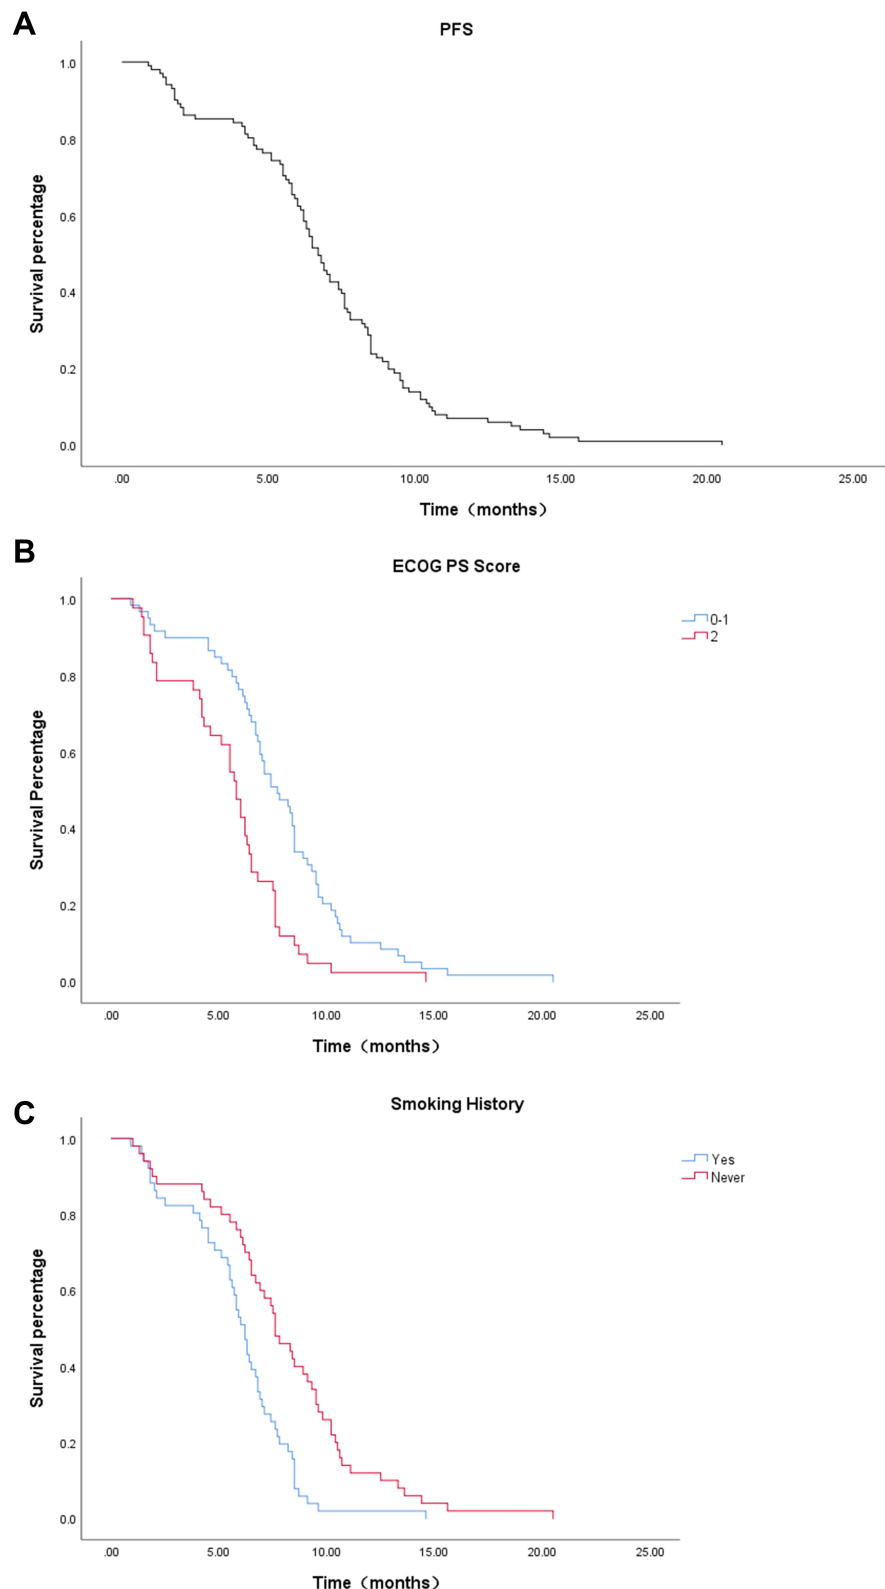 A
PFS
1.0
0.8
0.6
0.4
0.2
0.0
Survival percentage
.00 5.00 10.00 15.00 20.00 25.00
Time（months）
B
ECOG PS Score
0-1
2
1.0
0.8
0.6
0.4
0.2
0.0
Survival Percentage
.00 5.00 10.00 15.00 20.00 25.00
Time（months）
C
Smoking History
Yes
Never
1.0
0.8
0.6
0.4
0.2
0.0
Survival percentage
.00 5.00 10.00 15.00 20.00 25.00
Time（months）